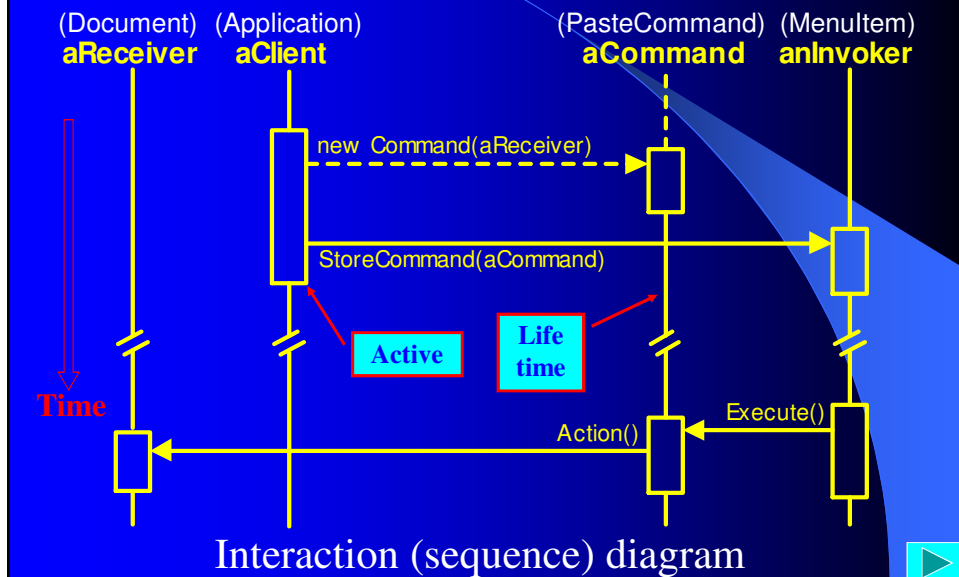 (Document) (Application) (PasteCommand) (MenuItem)
aReceiver aClient aCommand anInvoker
new Command(aReceiver)
StoreCommand(aCommand)
Active
Life
time
Time
Execute()
Action()
Interaction (sequence) diagram